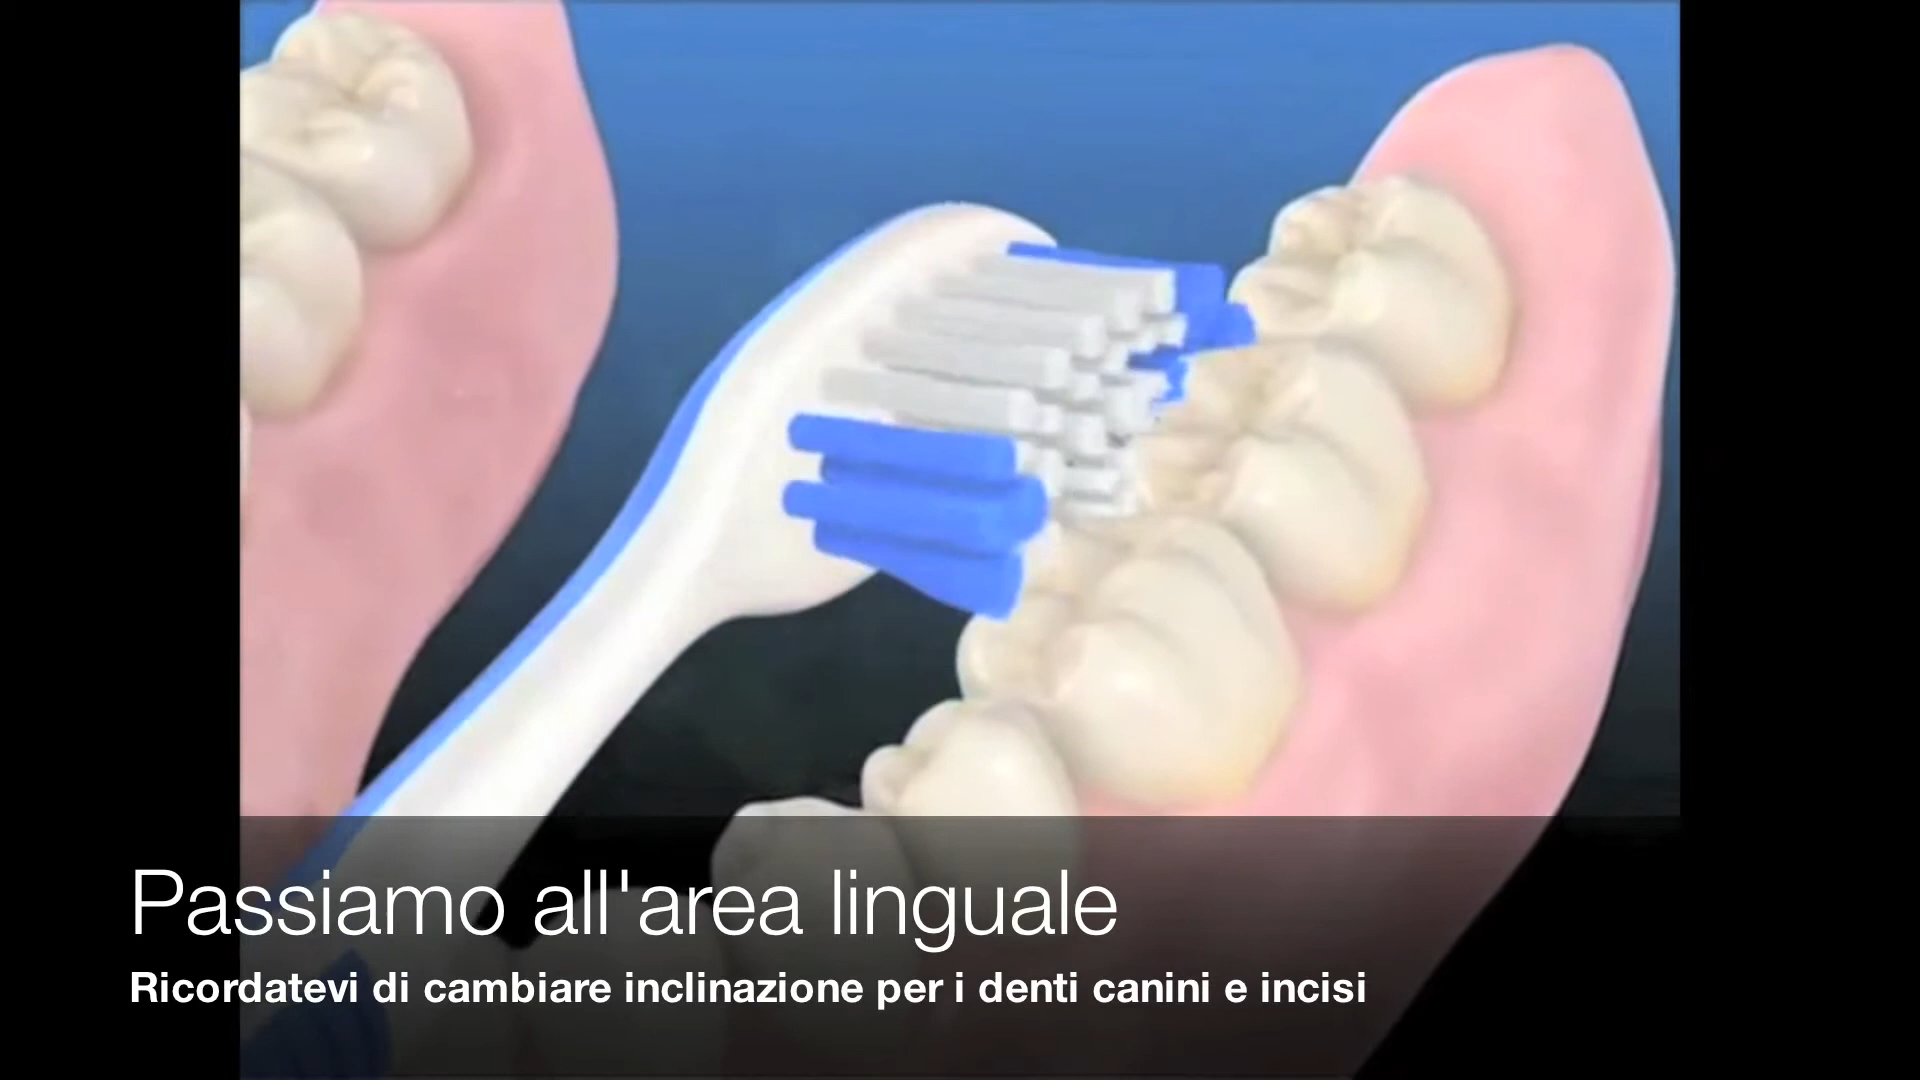 Passiamo all'area linguale
Ricordatevi di cambiare inclinazione per i denti canini e incisi